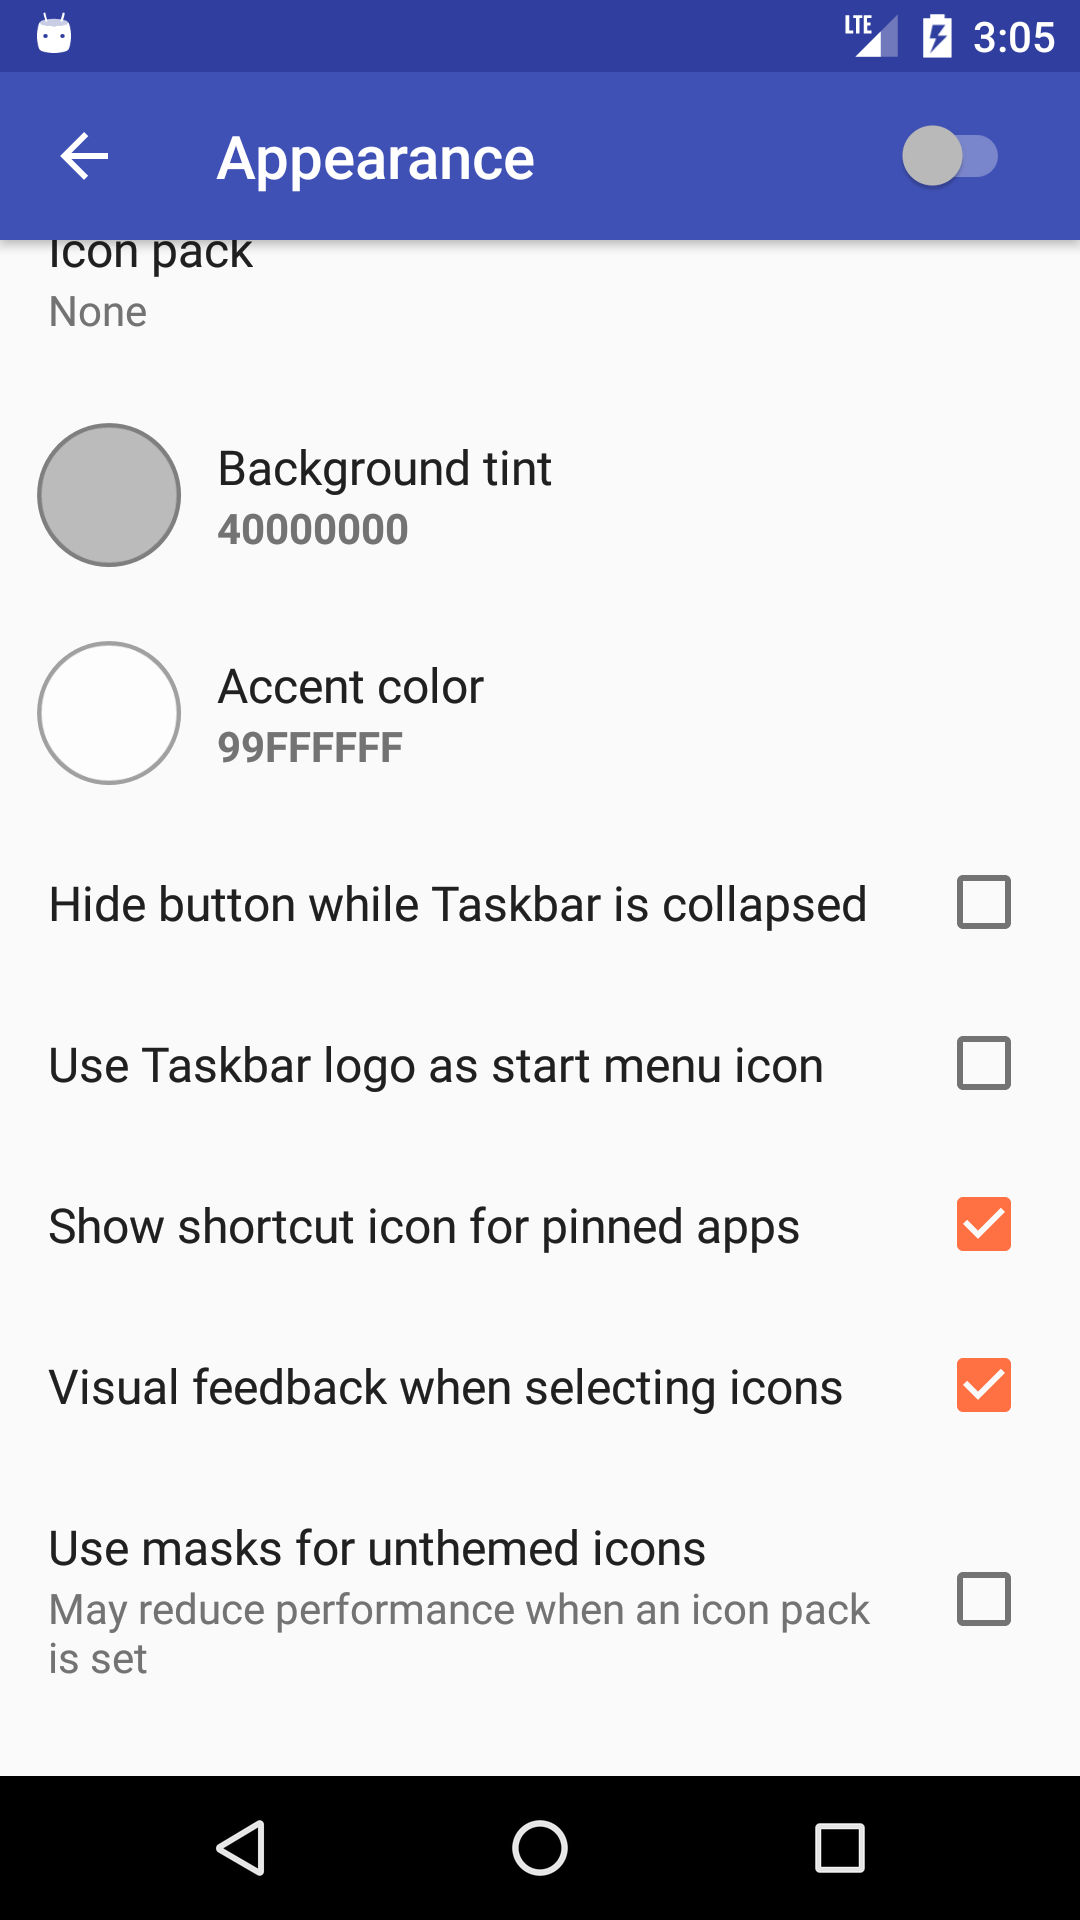 LTE 3:05
Appearance
Icon pack
None
Background tint
40000000
Accent color
99FFFFFF
Hide button while Taskbar is collapsed
Use Taskbar logo as start menu icon
Show shortcut icon for pinned apps
Visual feedback when selecting icons
Use masks for unthemed icons
May reduce performance when an icon pack
is set